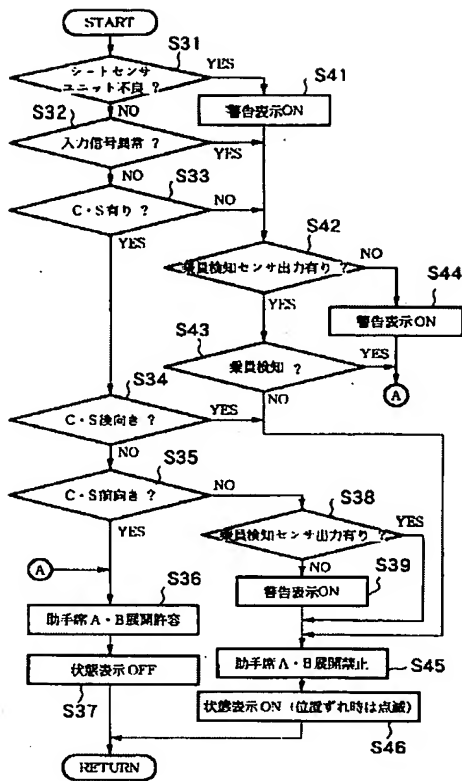 START
S31
シートセンサ
ユニット不良？
YES
S41
NO
警告表示ON
S32
入力信号異常？
YES
NO
S33
C・S有り？
NO
YES
S42
乗員検知センサ出力有り？
NO
S44
YES
警告表示ON
S43
乗員検知？
YES
A
NO
S34
C・S後向き？
YES
NO
S35
C・S前向き？
NO
S38
YES
乗員検知センサ出力有り？
YES
A
NO
S39
S36
警告表示ON
助手席A・B展開許容
助手席A・B展開禁止
S45
状態表示OFF
S37
状態表示ON（位置ずれ時は点滅）
S46
RETURN